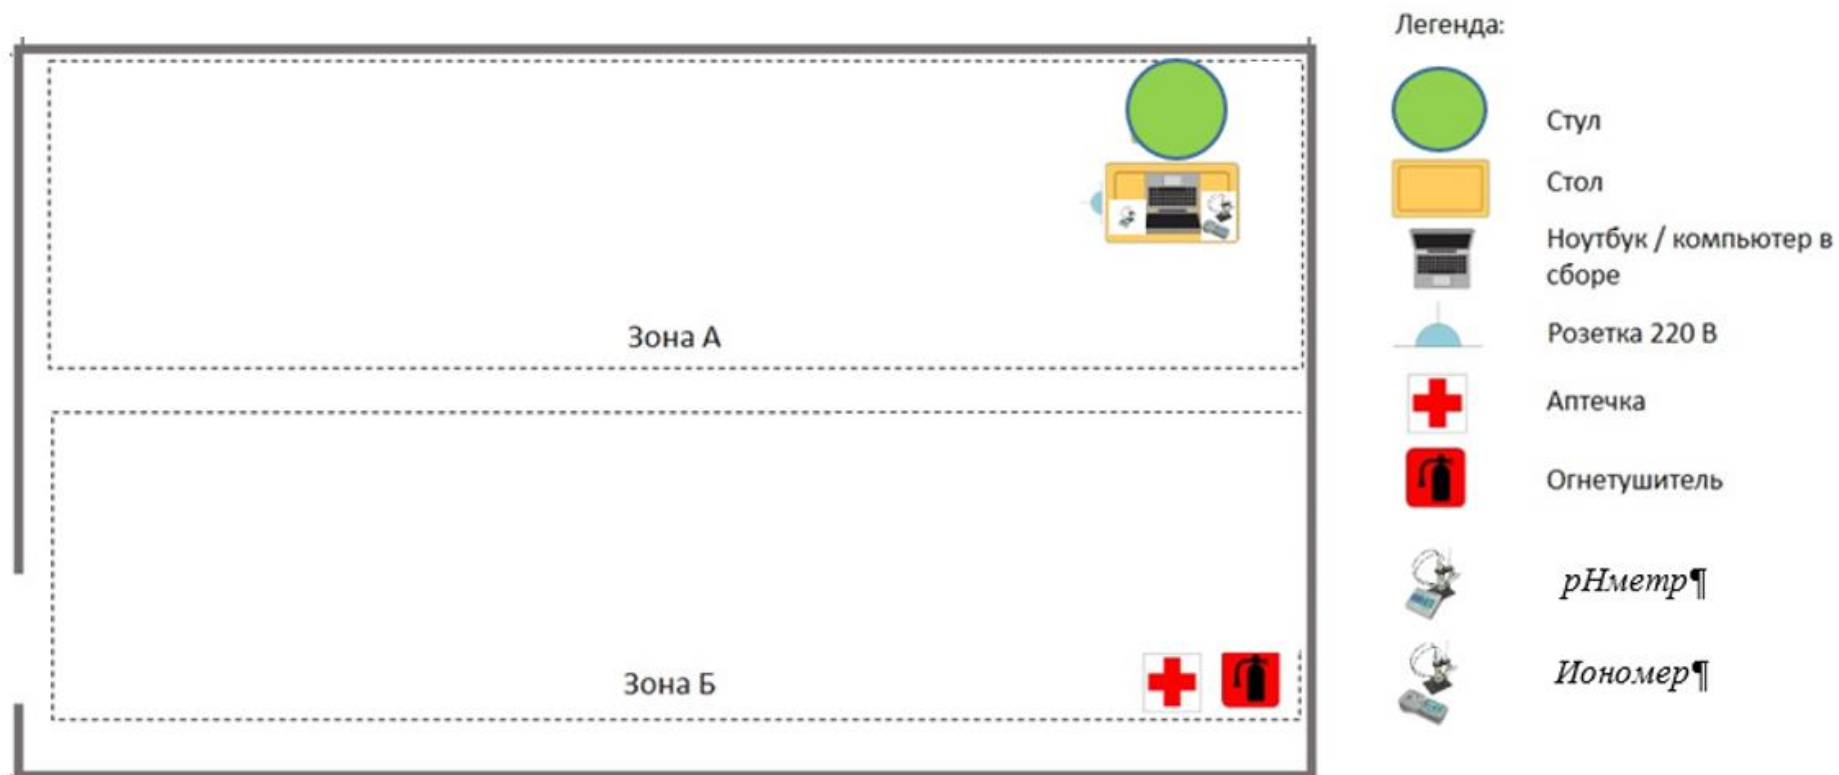 Легенда:
Стул
Стол
Ноутбук / компьютер в
сборе
Розетка 220 В
Аптечка
Огнетушитель
рНметр¶
Иономер¶
Зона А
Зона Б